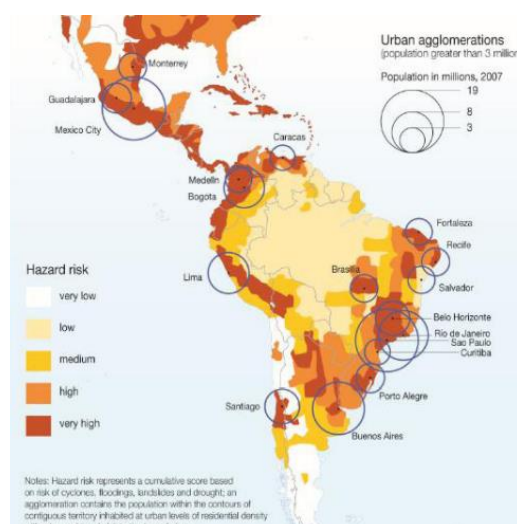 Urban agglomerations
(population greater than 3 million
Population in millions, 2007
19
8
3
Monterrey
Guadalajara
Mexico City
Caracas
Medelin
Bogota
Fortaleza
Recife
Lima
Brasilia
Salvador
Belo Horizonte
Rio de Janeiro
Sao Paulo
Curitiba
Porto Alegre
Santiago
Buenos Aires
Hazard risk
very low
low
medium
high
very high
Notes: Hazard risk represents a cumulative score based
on risk of cyclones, floodings, landslides and drought; an
agglomeration contains the population within the contours of
contiguous territory inhabited at urban levels of residential density